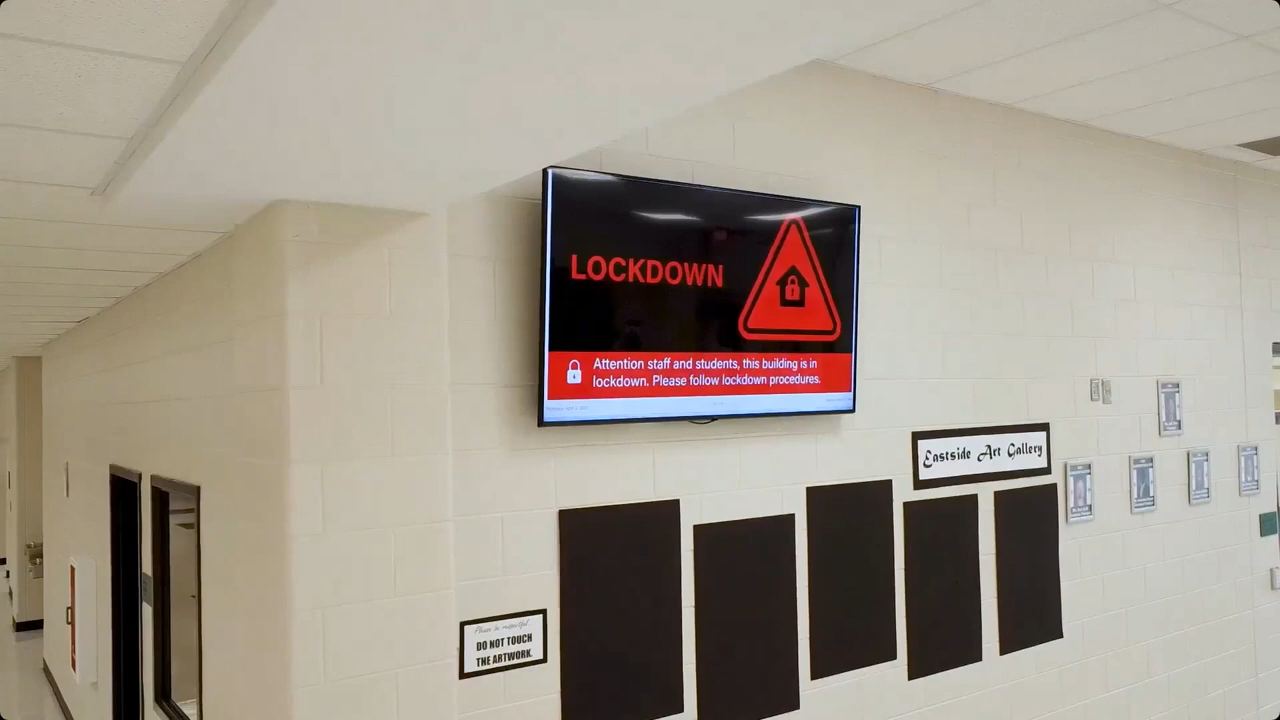 LOCKDOWN
Attention staff and students, this building is in
lockdown. Please follow lockdown procedures.
Eastside Art Gallery
Please be respectful.
DO NOT TOUCH
THE ARTWORK.